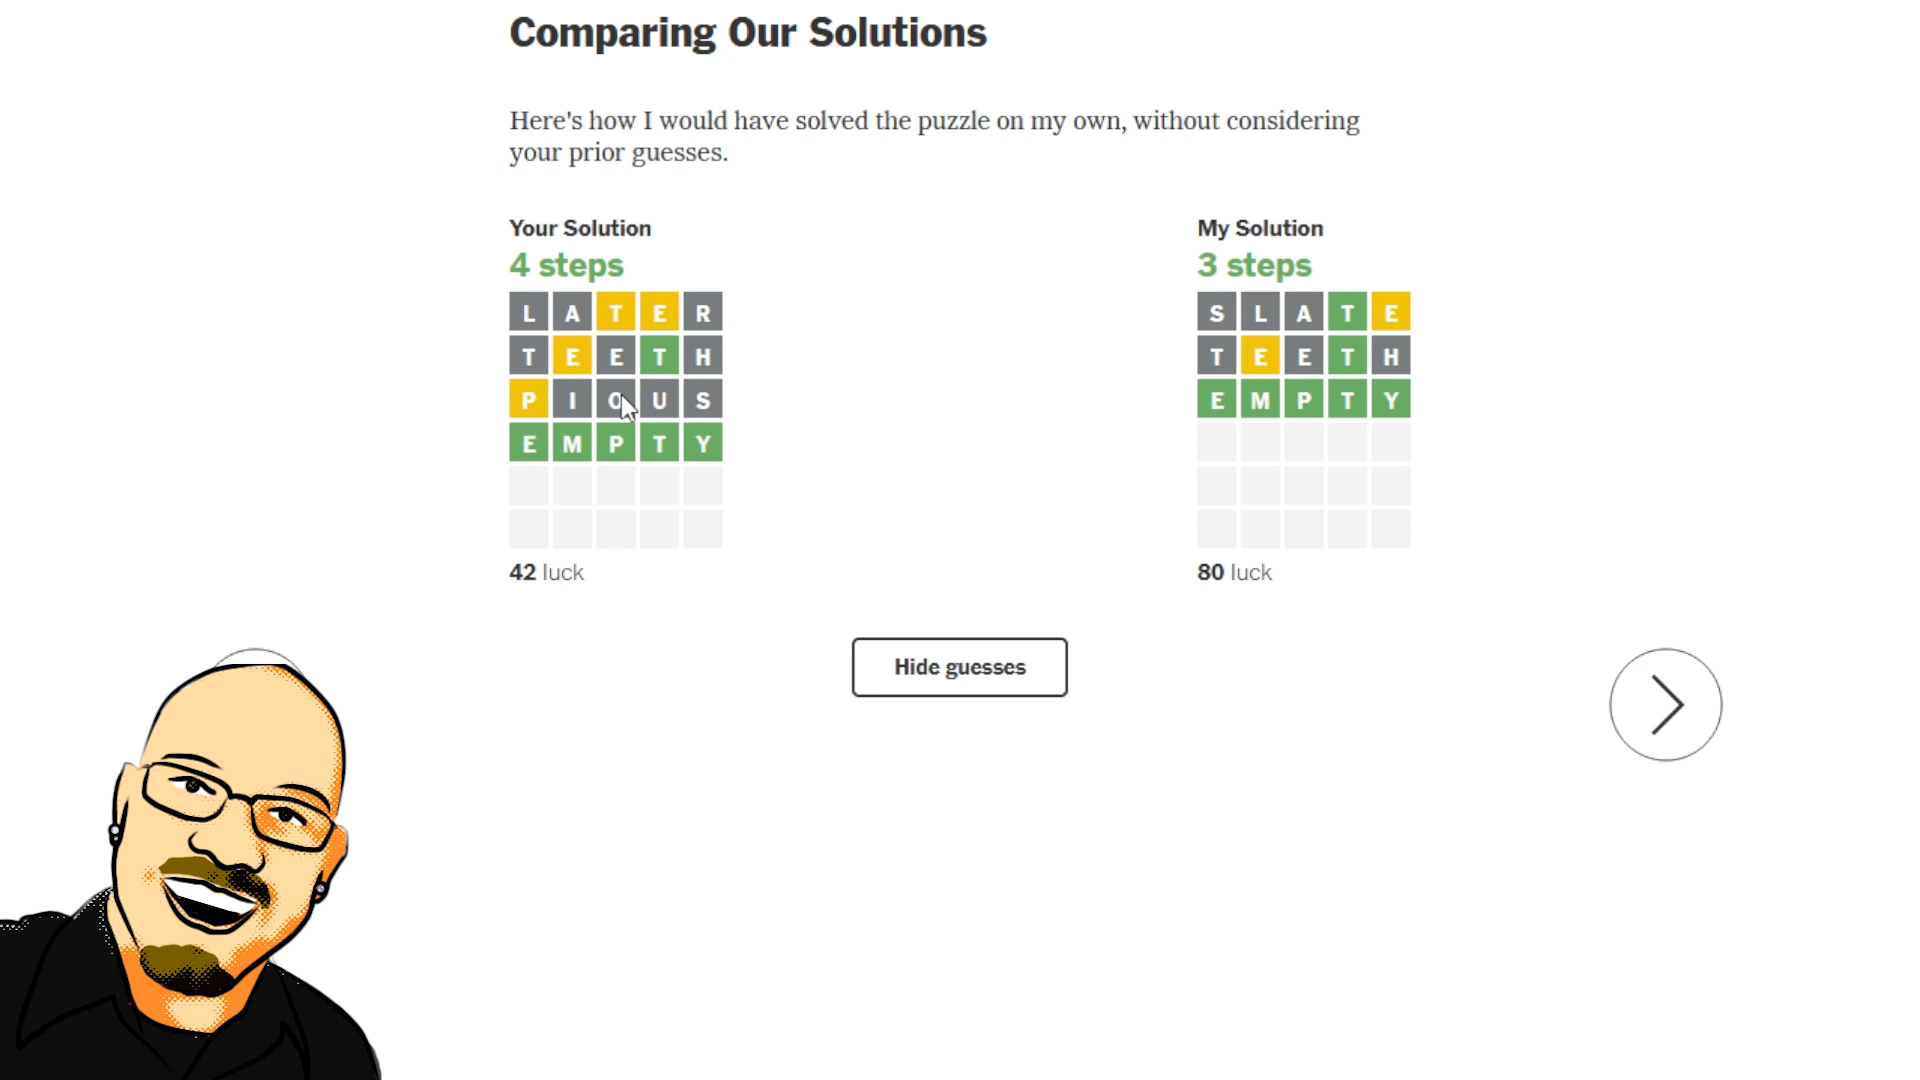 Comparing Our Solutions
Here's how I would have solved the puzzle on my own, without considering
your prior guesses.
Your Solution
4 steps
L A T E R
T E E T H
P I O U S
E M P T Y
42 luck
My Solution
3 steps
S L A T E
T E E T H
E M P T Y
80 luck
Hide guesses